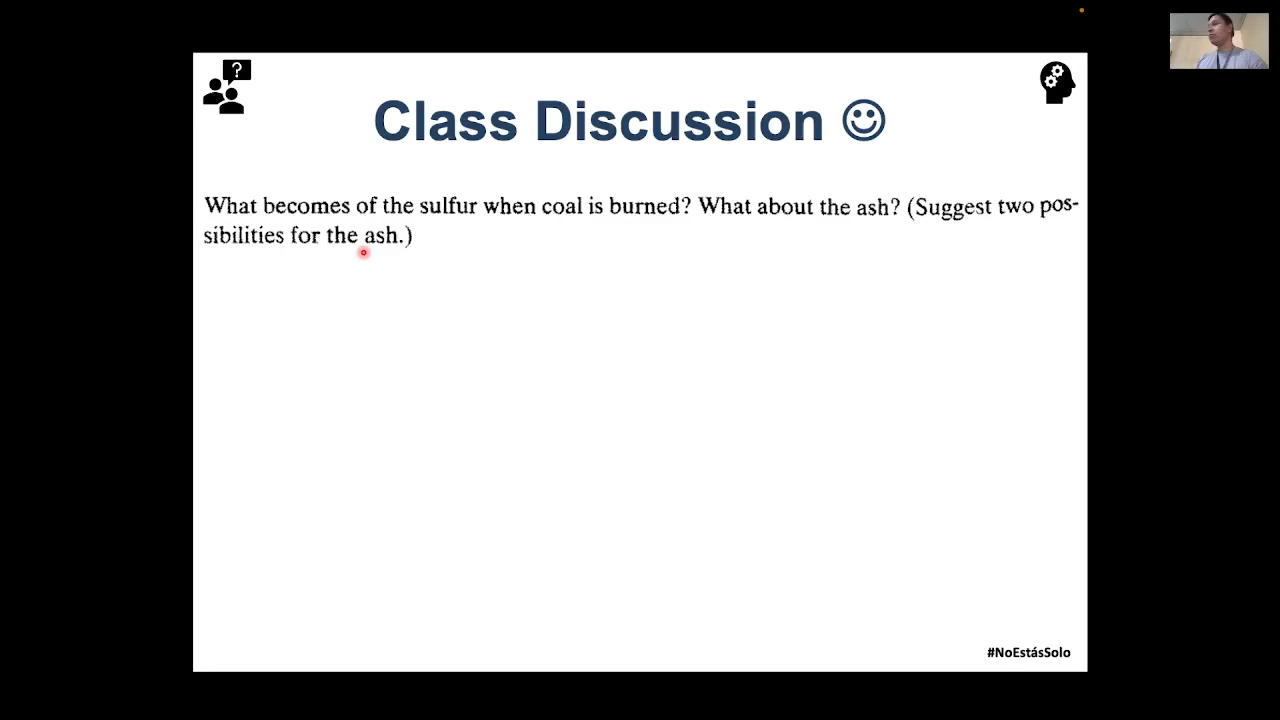 Class Discussion ☺
What becomes of the sulfur when coal is burned? What about the ash? (Suggest two pos-
sibilities for the ash.)
#NoEstásSolo